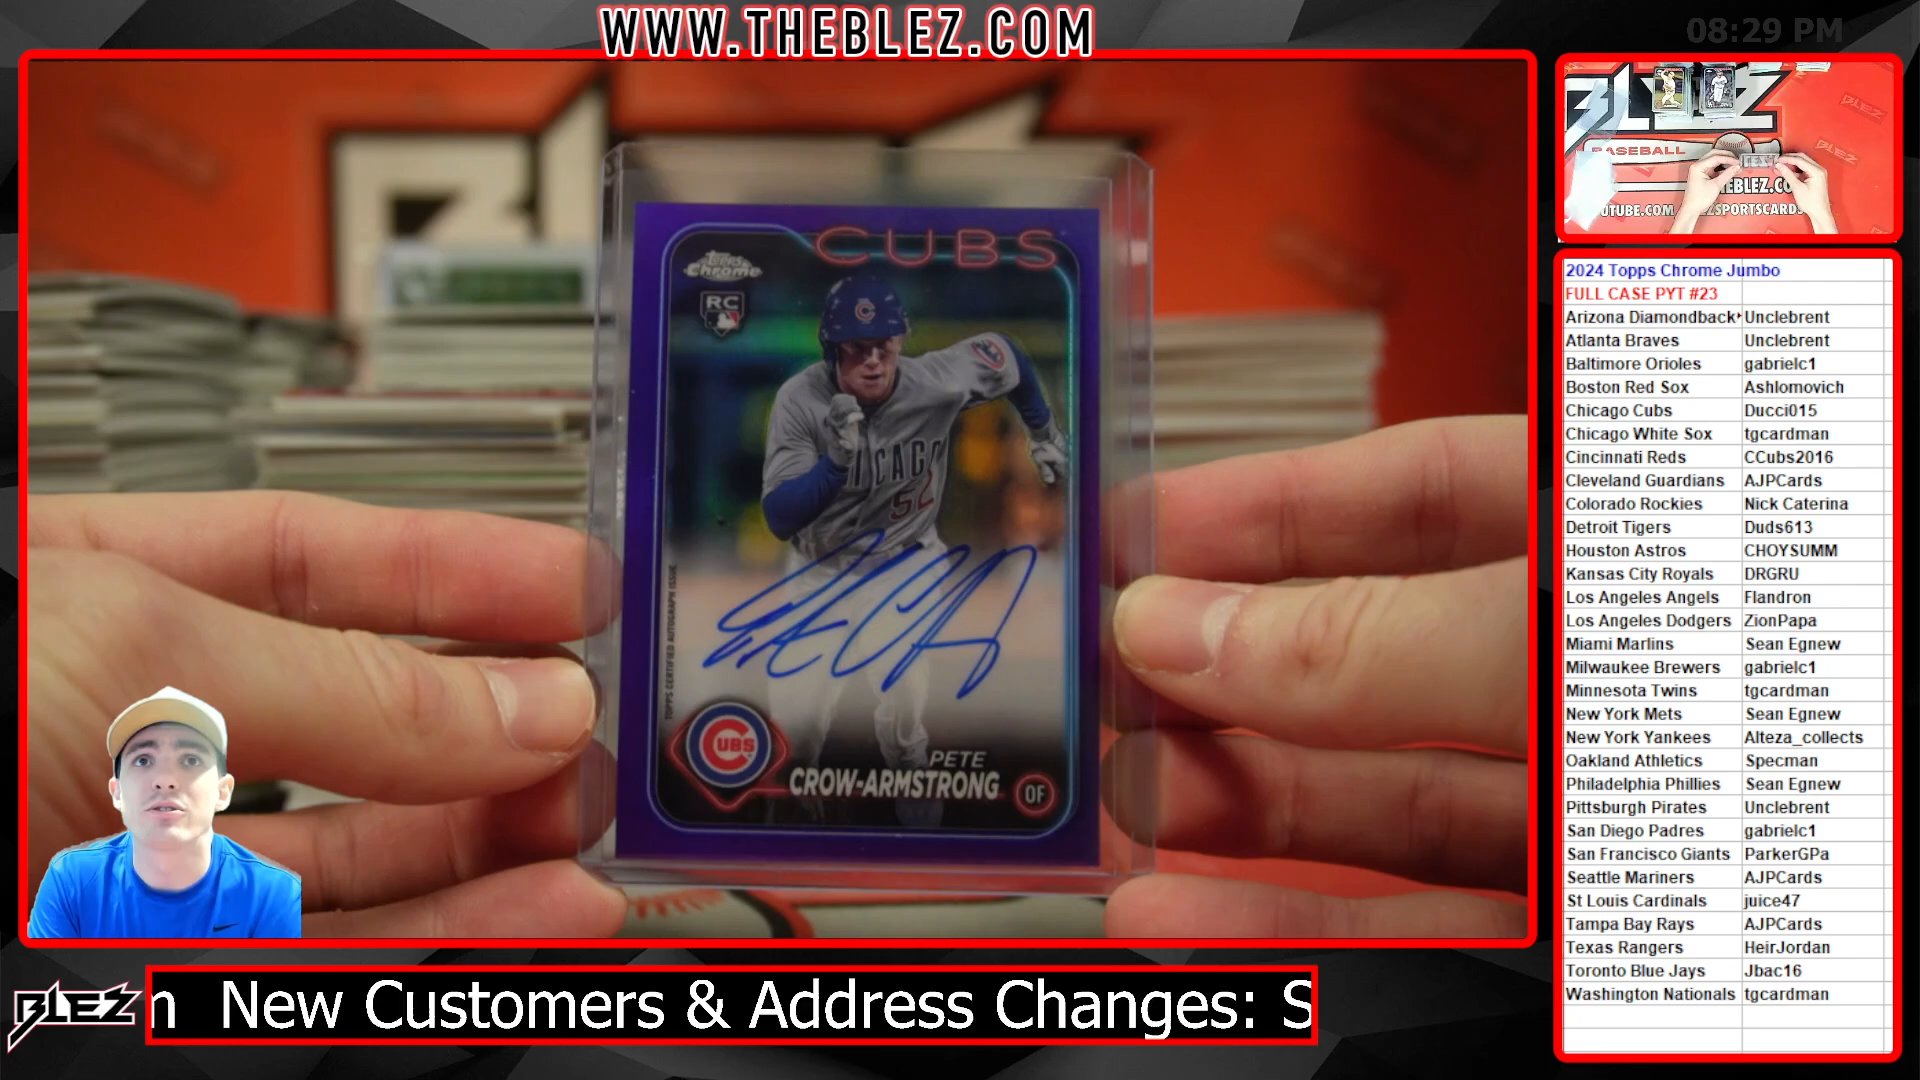 WWW.THEBLEZ.COM
08:29 PM
CUBS
Topps
Chrome
RC
CHICAGO
52
TOPPS CERTIFIED AUTOGRAPH ISSUE
CUBS
PETE
CROW-ARMSTRONG
OF
BLEZ
BASEBALL
BLEZ
BLEZ
2024 Topps Chrome Jumbo
FULL CASE PYT #23
Arizona Diamondback Unclebrent
Atlanta Braves Unclebrent
Baltimore Orioles gabrielc1
Boston Red Sox Ashlomovich
Chicago Cubs Ducci015
Chicago White Sox tgcardman
Cincinnati Reds CCubs2016
Cleveland Guardians AJPCards
Colorado Rockies Nick Caterina
Detroit Tigers Duds613
Houston Astros CHOYSUMM
Kansas City Royals DRGRU
Los Angeles Angels Flandron
Los Angeles Dodgers ZionPapa
Miami Marlins Sean Egnew
Milwaukee Brewers gabrielc1
Minnesota Twins tgcardman
New York Mets Sean Egnew
New York Yankees Alteza_collects
Oakland Athletics Specman
Philadelphia Phillies Sean Egnew
Pittsburgh Pirates Unclebrent
San Diego Padres gabrielc1
San Francisco Giants ParkerGPa
Seattle Mariners AJPCards
St Louis Cardinals juice47
Tampa Bay Rays AJPCards
Texas Rangers HeirJordan
Toronto Blue Jays Jbac16
Washington Nationals tgcardman
BLEZ
New Customers & Address Changes: S